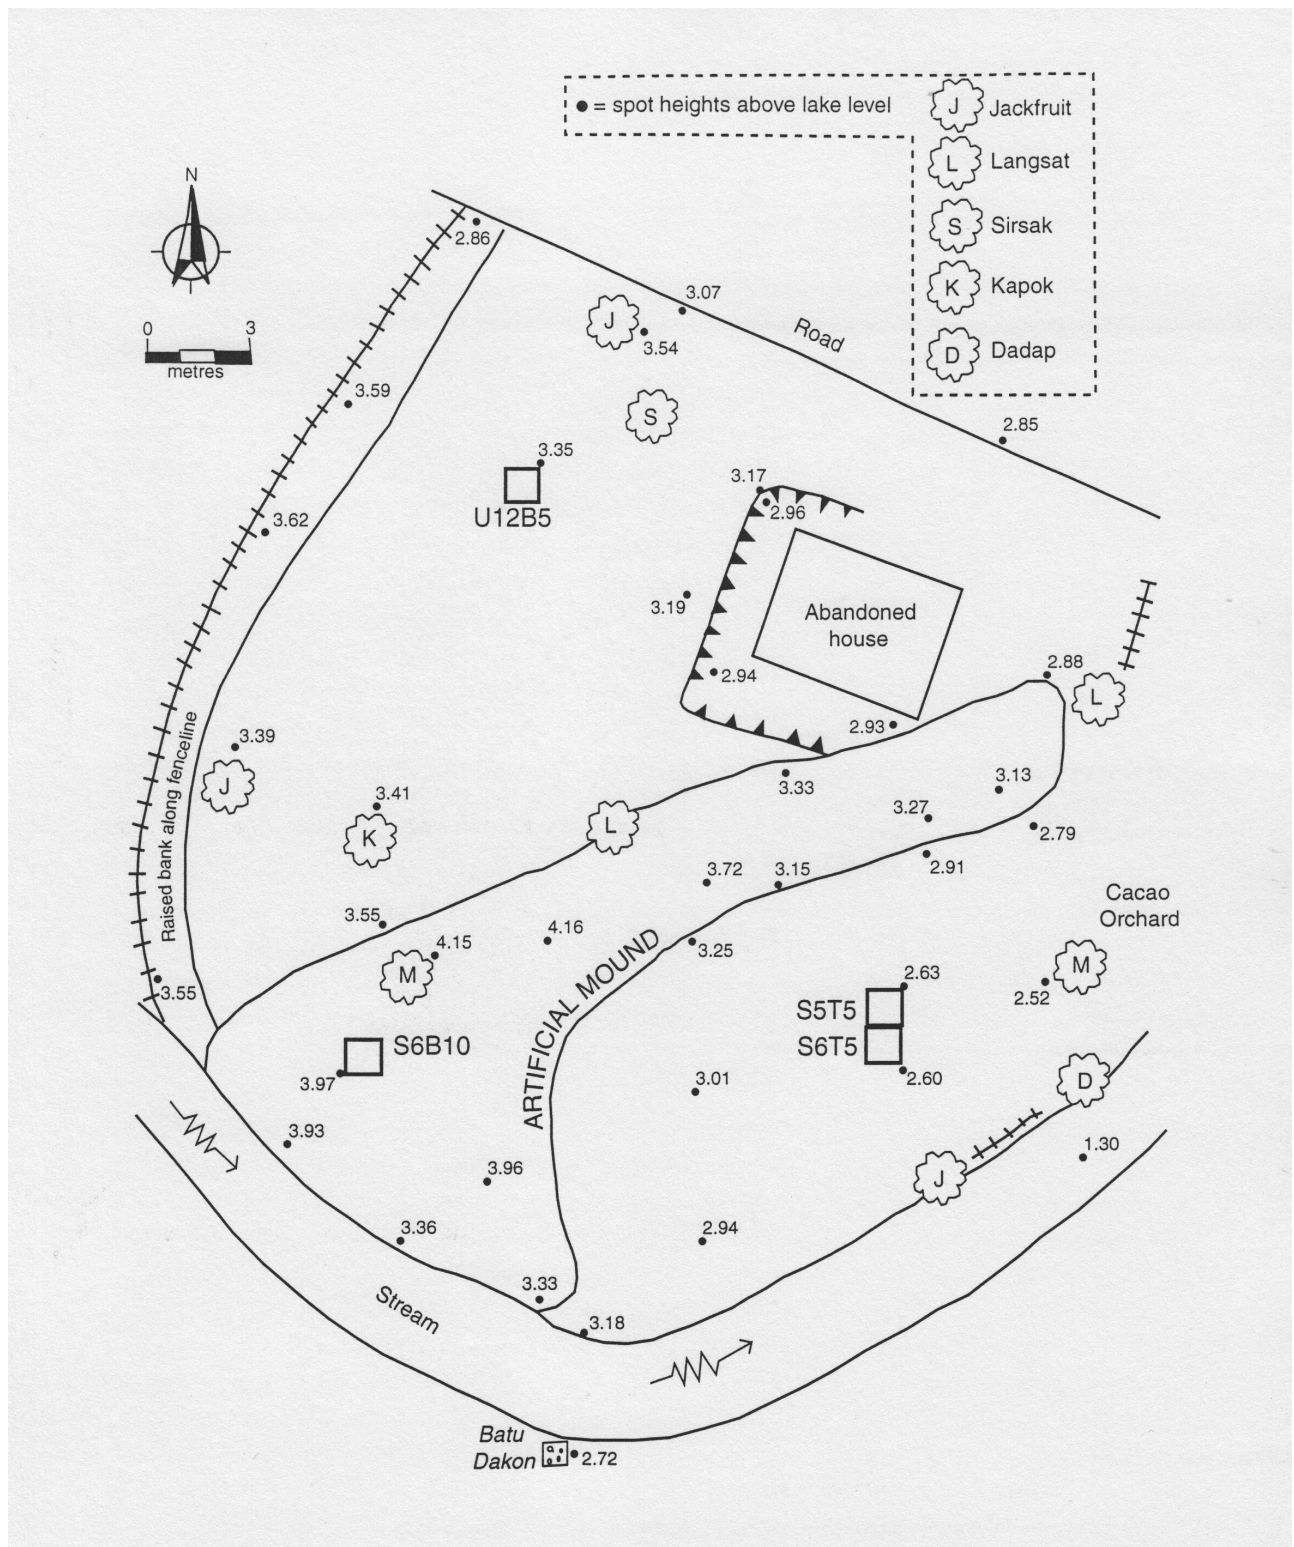 ● = spot heights above lake level
J Jackfruit
L Langsat
S Sirsak
K Kapok
D Dadap
N
0 3
metres
2.86
3.07
J
3.54
Road
3.59
S
2.85
3.35
U12B5
3.17
2.96
3.62
3.19
Abandoned
house
2.94
2.88
L
2.93
3.39
J
Raised bank along fenceline
3.33
3.13
3.41
K
L
3.27
2.79
3.72
3.15
2.91
Cacao
Orchard
3.55
4.15
4.16
3.25
M
ARTIFICIAL MOUND
M
2.63
2.52
3.55
S5T5
S6B10
S6T5
3.97
3.01
2.60
D
3.93
1.30
3.96
J
3.36
2.94
3.33
Stream
3.18
Batu
Dakon
2.72